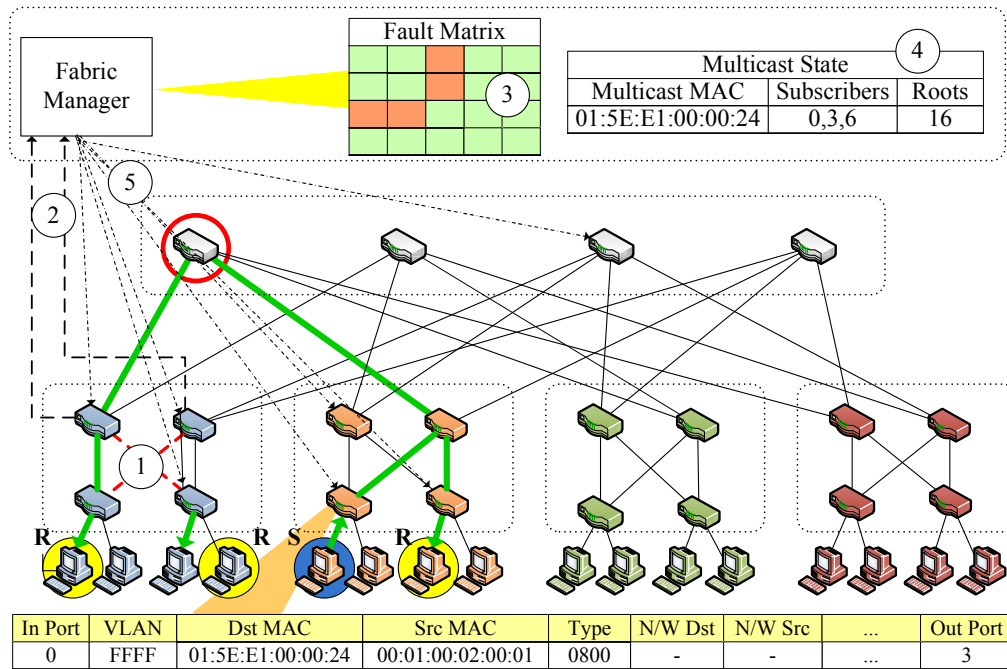 Fabric
Manager
Fault Matrix
3
4
Multicast State
Multicast MAC Subscribers Roots
01:5E:E1:00:00:24 0,3,6 16
2
5
1
R
R
S
R
In Port VLAN Dst MAC Src MAC Type N/W Dst N/W Src ... Out Port
0 FFFF 01:5E:E1:00:00:24 00:01:00:02:00:01 0800 - - ... 3